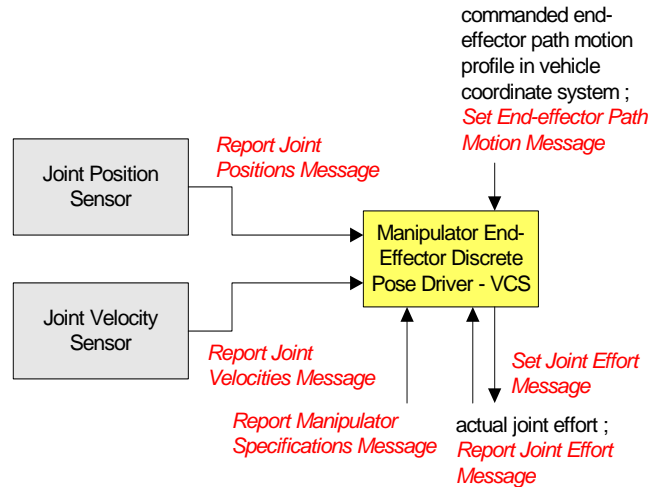 commanded end-
effector path motion
profile in vehicle
coordinate system ;
Set End-effector Path
Motion Message
Report Joint
Positions Message
Joint Position
Sensor
Manipulator End-
Effector Discrete
Pose Driver - VCS
Joint Velocity
Sensor
Report Joint
Velocities Message
Set Joint Effort
Message
Report Manipulator
Specifications Message
actual joint effort ;
Report Joint Effort
Message